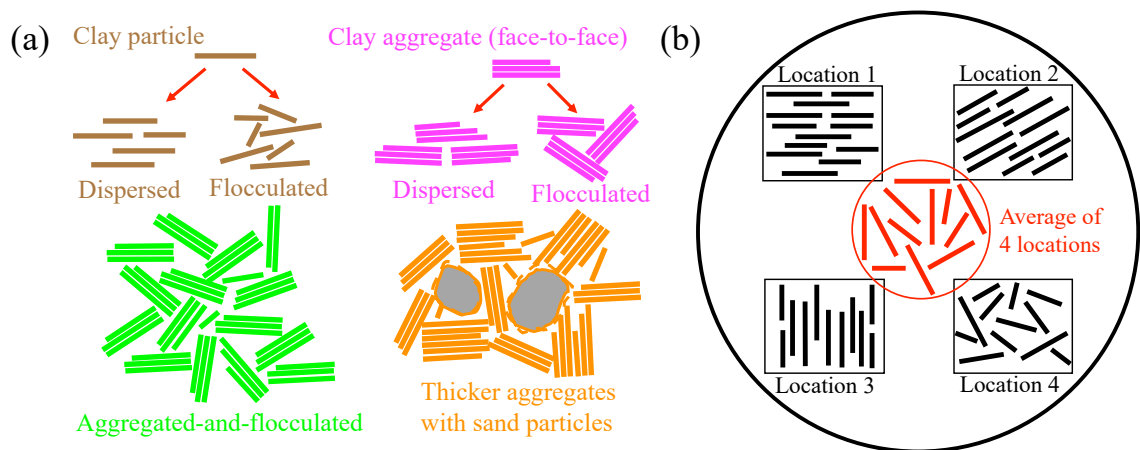 (a)
Clay particle
Clay aggregate (face-to-face)
Dispersed
Flocculated
Dispersed
Flocculated
Aggregated-and-flocculated
Thicker aggregates
with sand particles
(b)
Location 1
Location 2
Average of
4 locations
Location 3
Location 4